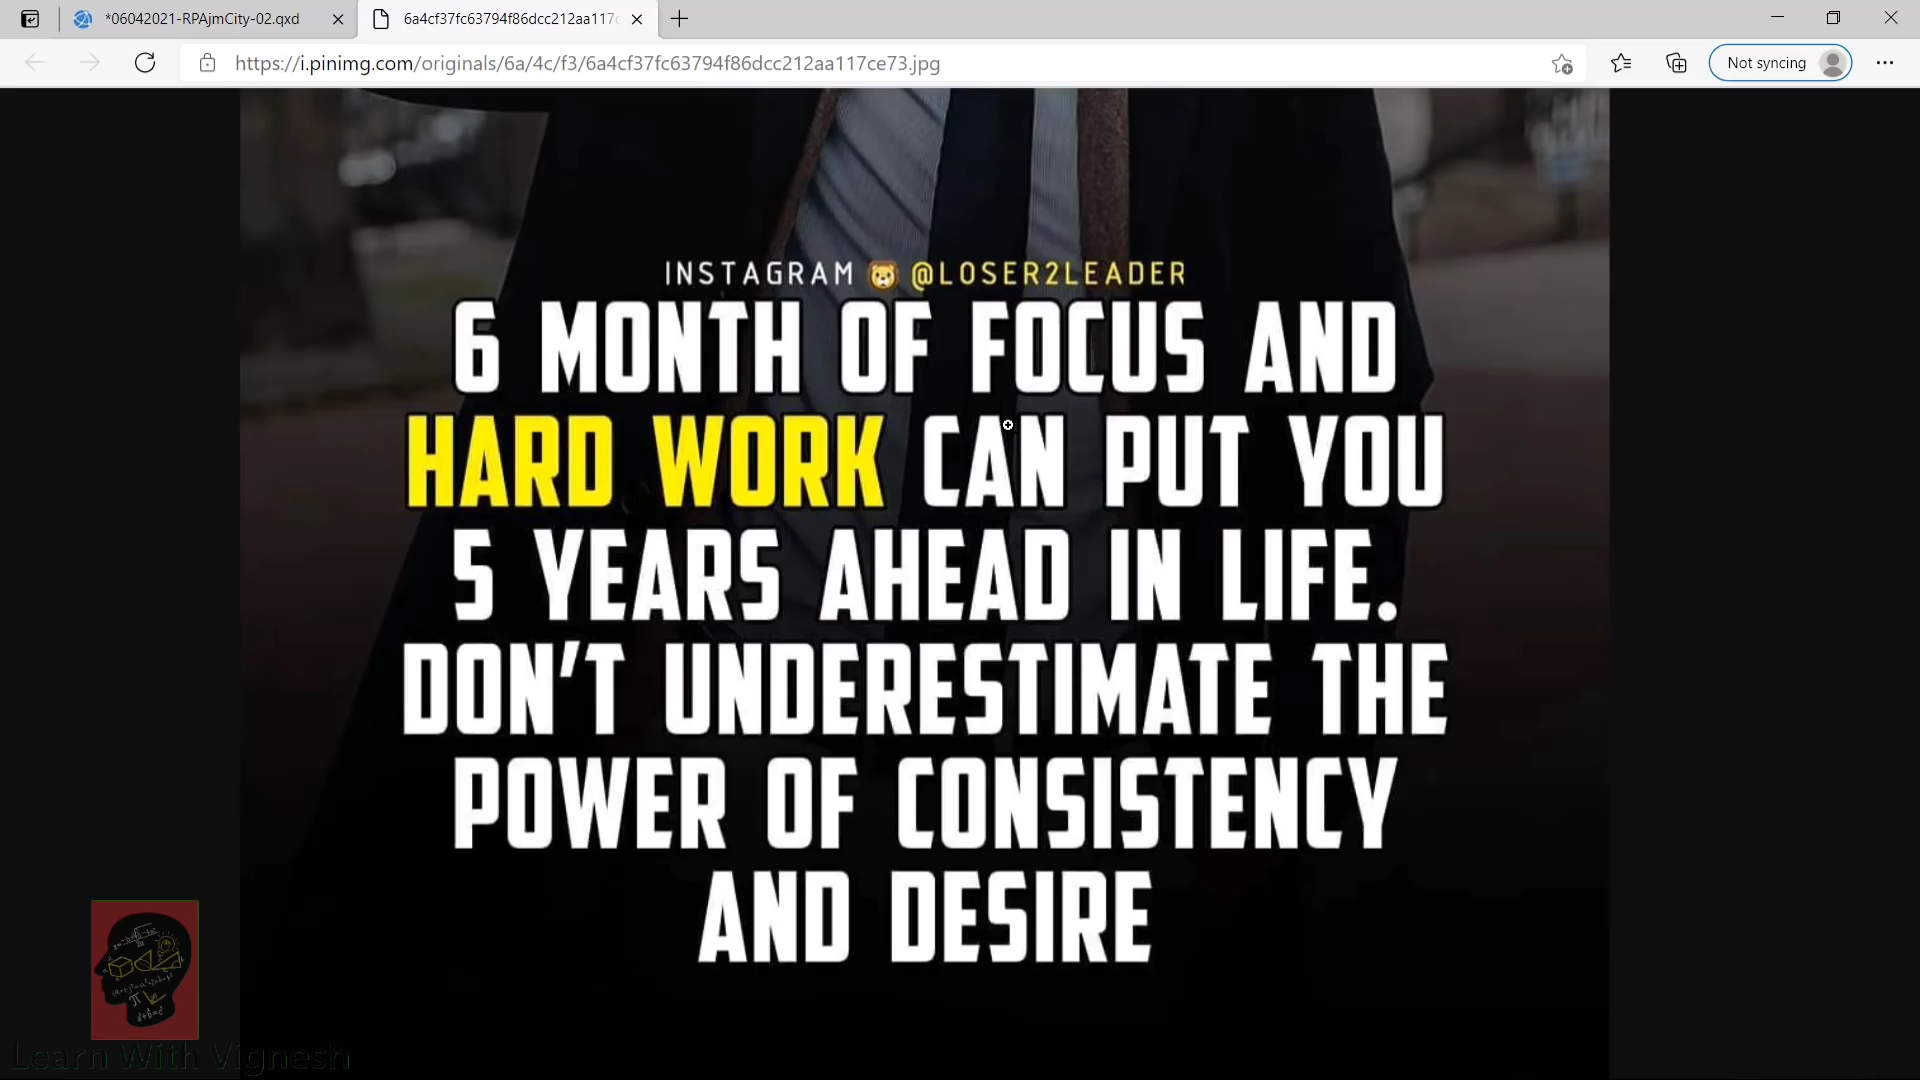 *06042021-RPAjmCity-02.qxd
6a4cf37fc63794f86dcc212aa117c
https://i.pinimg.com/originals/6a/4c/f3/6a4cf37fc63794f86dcc212aa117ce73.jpg
Not syncing
INSTAGRAM 🦁 @LOSER2LEADER
6 MONTH OF FOCUS AND
HARD WORK CAN PUT YOU
5 YEARS AHEAD IN LIFE.
DON'T UNDERESTIMATE THE
POWER OF CONSISTENCY
AND DESIRE
Learn With Vignesh